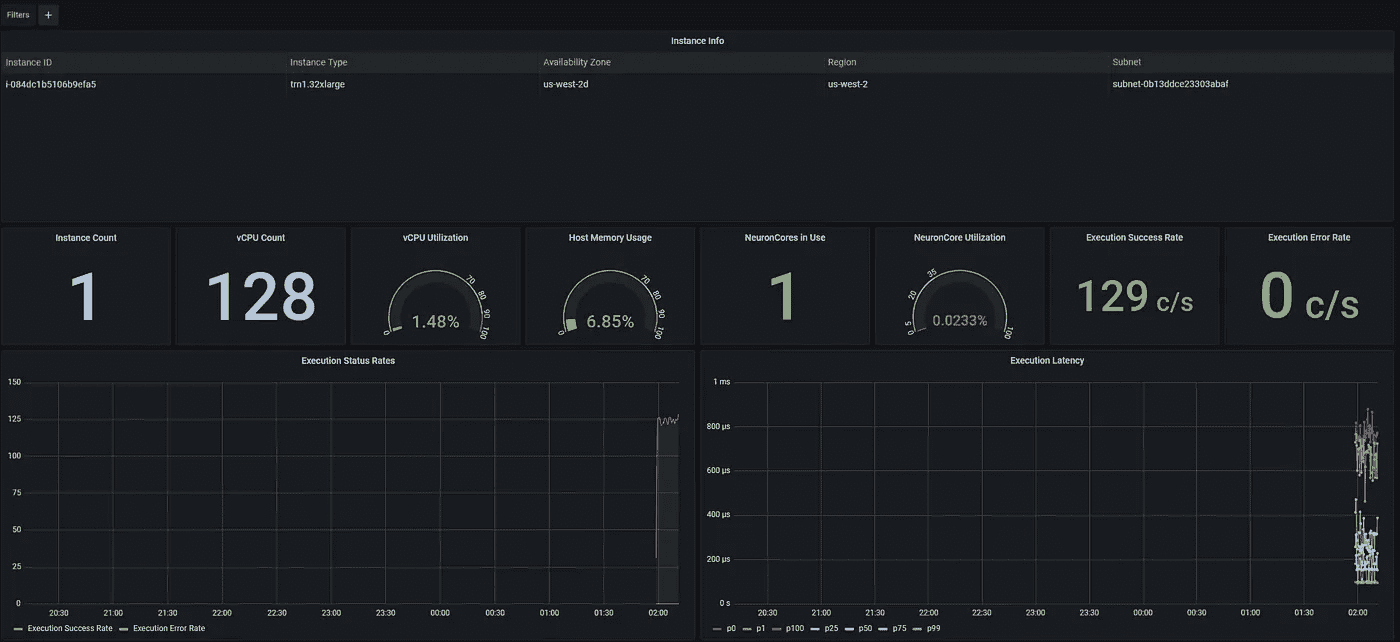 Filters +
Instance Info
Instance ID Instance Type Availability Zone Region Subnet
i-084dc1b5106b9efa5 trn1.32xlarge us-west-2d us-west-2 subnet-0b13ddce23303abaf
Instance Count vCPU Count vCPU Utilization Host Memory Usage NeuronCores in Use NeuronCore Utilization Execution Success Rate Execution Error Rate
1 128 0 70 80 90 100 1.48% 0 70 80 90 100 6.85% 1 0 5 20 35 100 0.0233% 129 c/s 0 c/s
Execution Status Rates
150
125
100
75
50
25
0
20:30 21:00 21:30 22:00 22:30 23:00 23:30 00:00 00:30 01:00 01:30 02:00
Execution Success Rate Execution Error Rate
Execution Latency
1 ms
800 µs
600 µs
400 µs
200 µs
0 s
20:30 21:00 21:30 22:00 22:30 23:00 23:30 00:00 00:30 01:00 01:30 02:00
p0 p1 p100 p25 p50 p75 p99